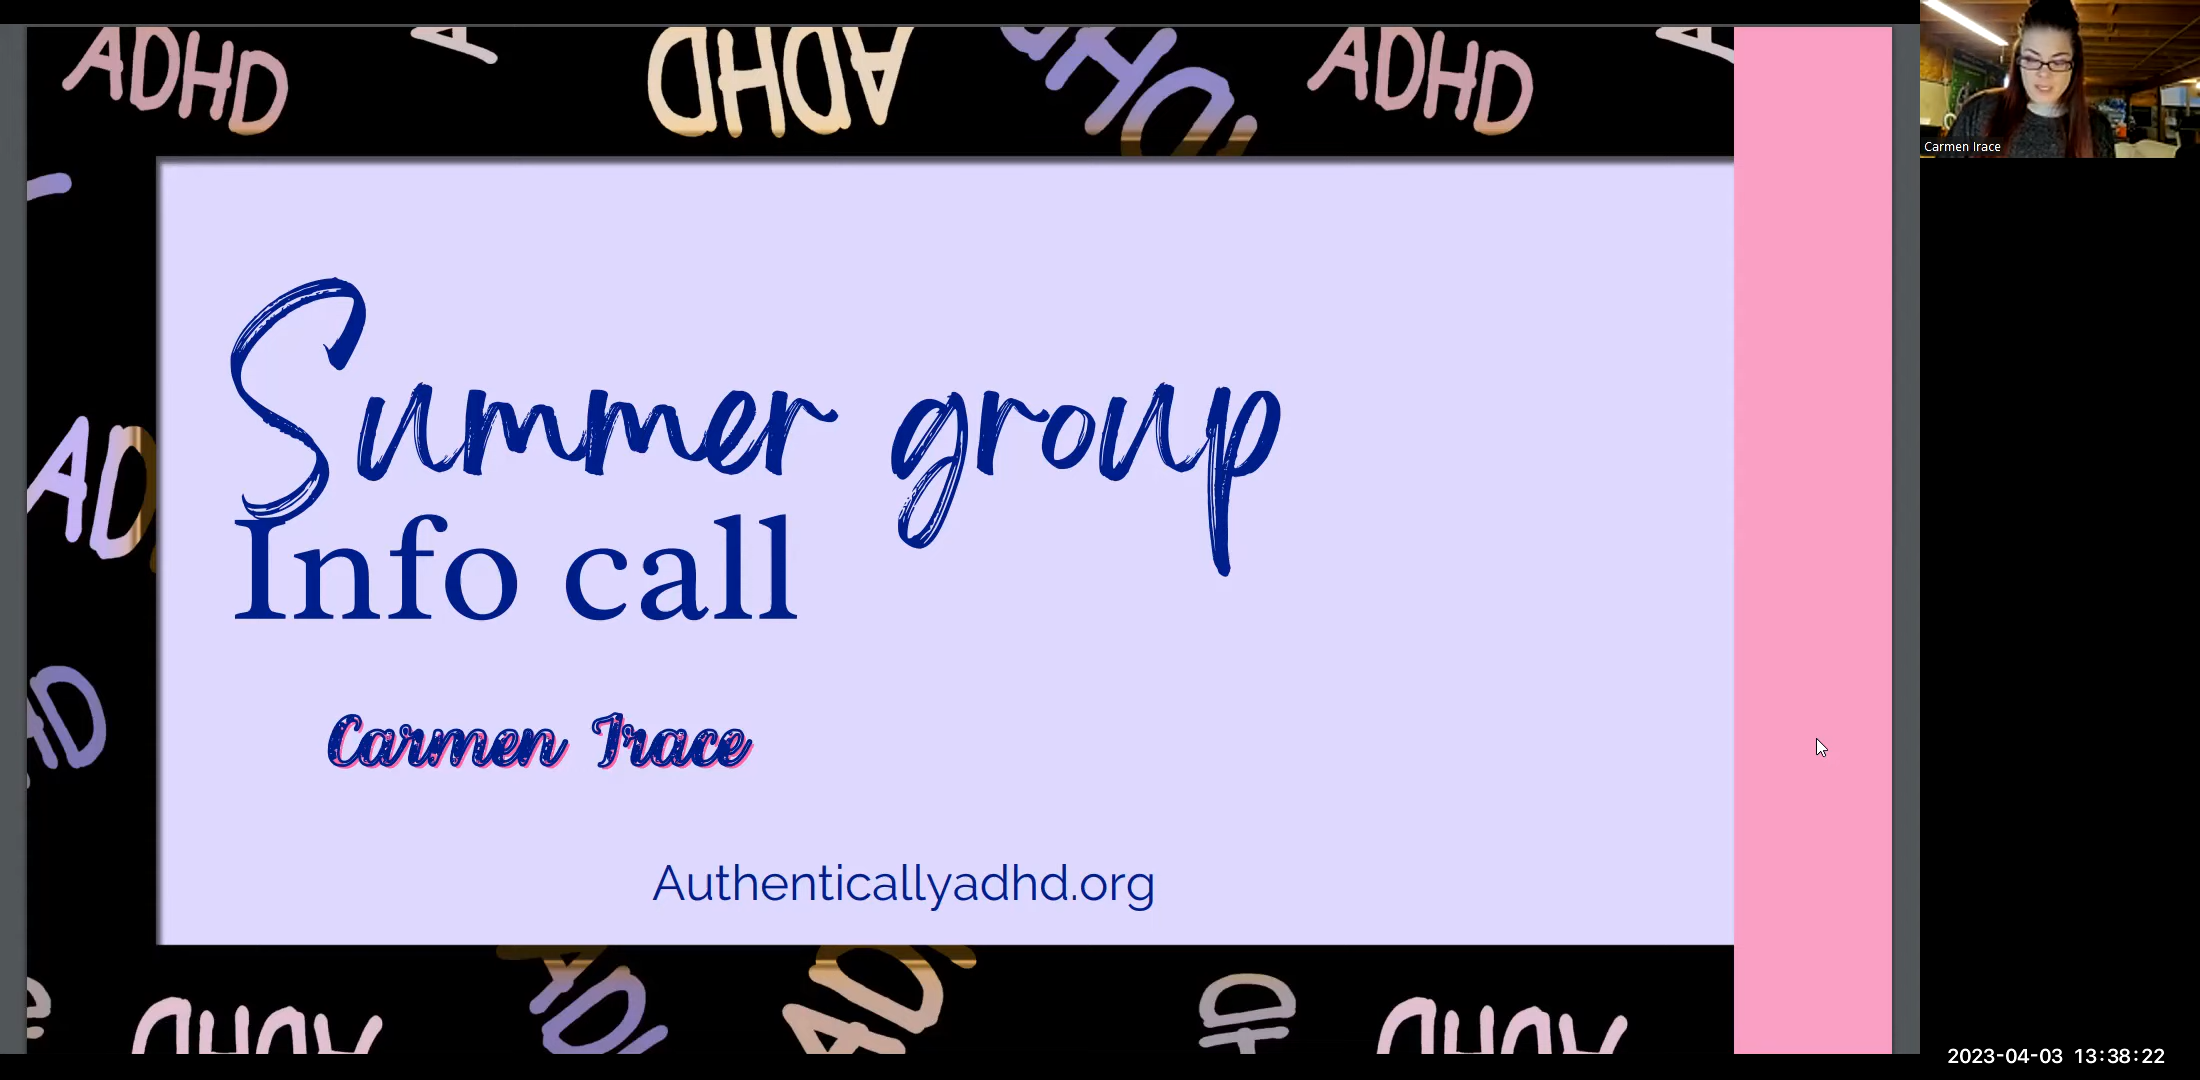 ADHD
ADHD
ADHD
Carmen Irace
Summer group
Info call
AD
Carmen Irace
Authenticallyadhd.org
2023-04-03 13:38:22